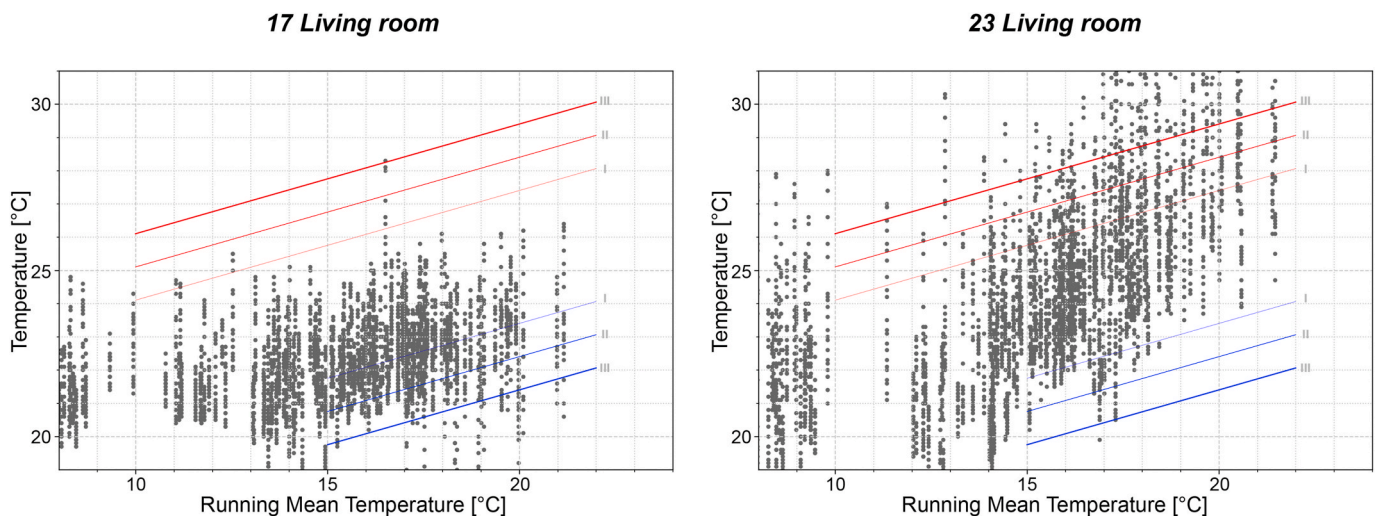 17 Living room
23 Living room
Temperature [°C]
30
25
20
III
II
I
I
II
III
10
15
20
Running Mean Temperature [°C]
Temperature [°C]
30
25
20
III
II
I
I
II
III
10
15
20
Running Mean Temperature [°C]